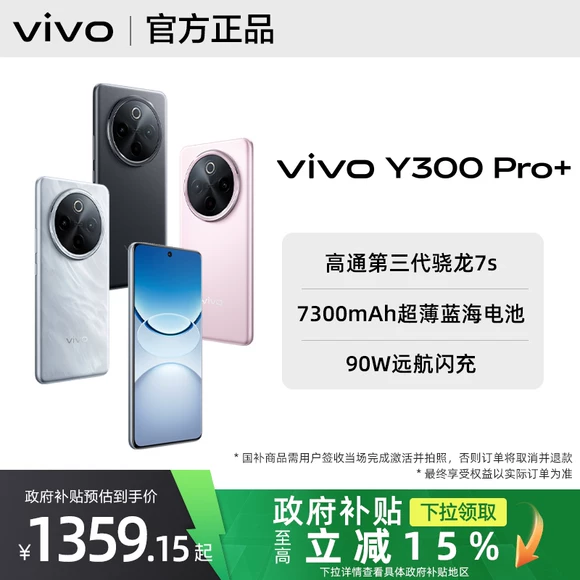 vivo | 官方正品
vivo Y300 Pro+
高通第三代骁龙7s
7300mAh超薄蓝海电池
90W远航闪充
vivo
vivo
vivo
* 国补商品需用户签收当场完成激活并拍照，否则订单将取消并退款
* 最终享受权益以实际订单为准
政府补贴预估到手价
¥1359.15起
政府补贴 下拉领取
至高 立减15%
下拉详情查看具体政府补贴地区